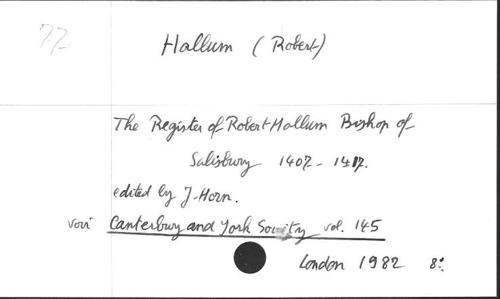 77
Hallum (Robert)
The Register of Robert Hallum Bishop of
Salisbury 1407-1417.
edited by J. Horn.
voir Canterbury and York Society vol. 145
London 1982 8°